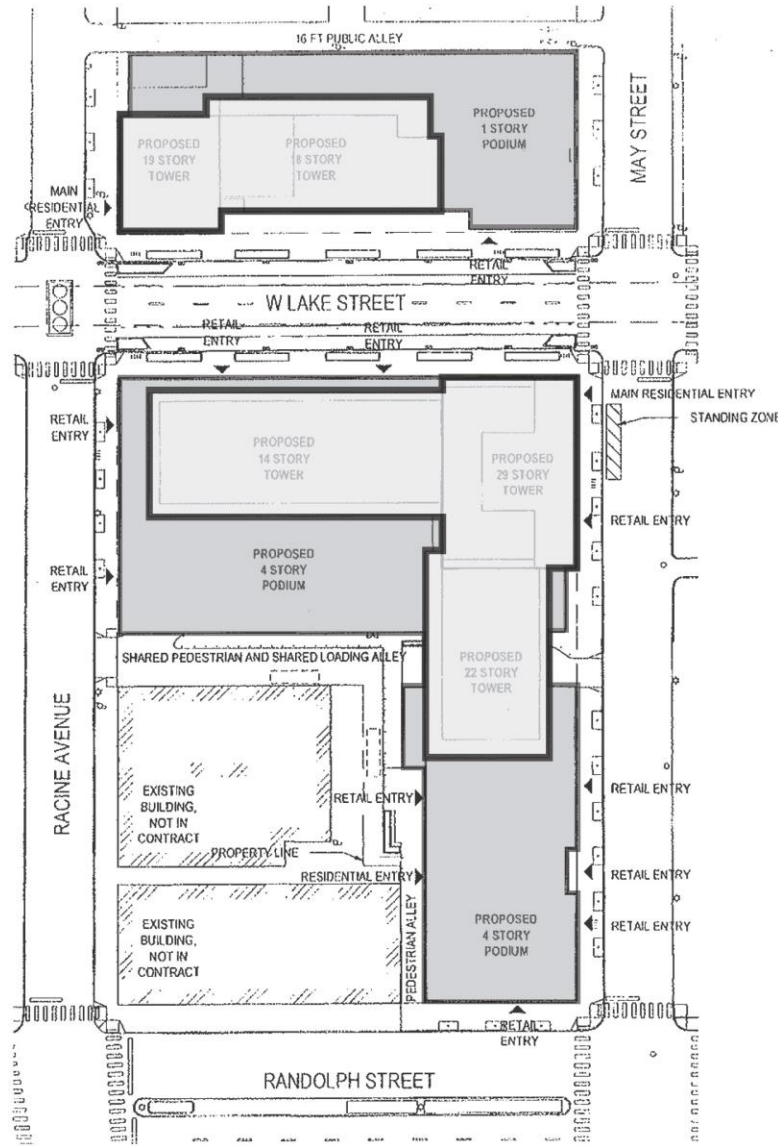 16 FT PUBLIC ALLEY
PROPOSED
1 STORY
PODIUM
MAY STREET
PROPOSED
19 STORY
TOWER
PROPOSED
18 STORY
TOWER
MAIN
RESIDENTIAL
ENTRY
RETAIL
ENTRY
W LAKE STREET
RETAIL
ENTRY
RETAIL
ENTRY
MAIN RESIDENTIAL ENTRY
STANDING ZONE
RETAIL
ENTRY
PROPOSED
14 STORY
TOWER
PROPOSED
29 STORY
TOWER
RETAIL ENTRY
RETAIL
ENTRY
PROPOSED
4 STORY
PODIUM
SHARED PEDESTRIAN AND SHARED LOADING ALLEY
PROPOSED
22 STORY
TOWER
RACINE AVENUE
EXISTING
BUILDING,
NOT IN
CONTRACT
RETAIL ENTRY
RETAIL ENTRY
PROPERTY LINE
RESIDENTIAL ENTRY
RETAIL ENTRY
EXISTING
BUILDING,
NOT IN
CONTRACT
PEDESTRIAN ALLEY
PROPOSED
4 STORY
PODIUM
RETAIL ENTRY
RETAIL
ENTRY
RANDOLPH STREET